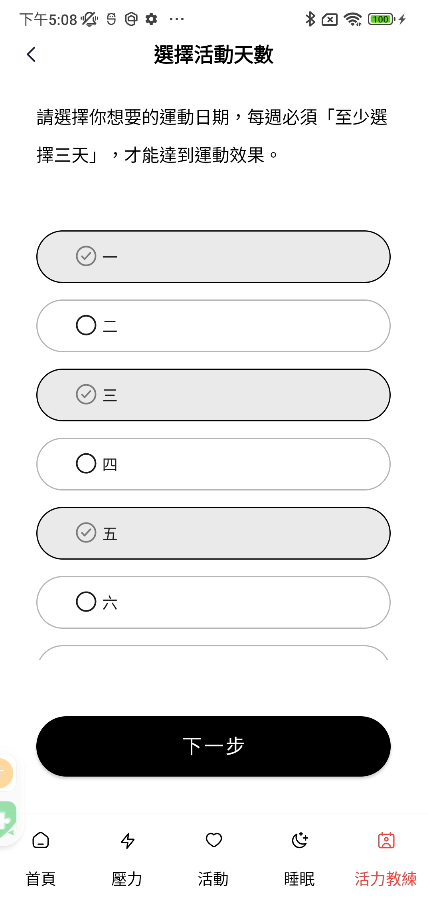 下午5:08
100
選擇活動天數
請選擇你想要的運動日期，每週必須「至少選
擇三天」，才能達到運動效果。
一
二
三
四
五
六
下一步
首頁 壓力 活動 睡眠 活力教練